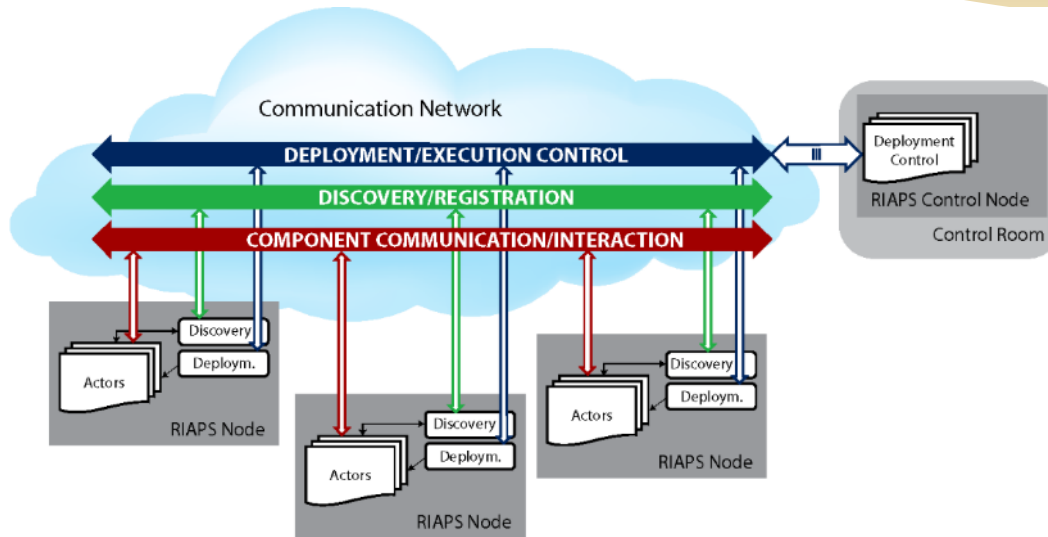 Communication Network
DEPLOYMENT/EXECUTION CONTROL
III
Deployment
Control
RIAPS Control Node
Control Room
DISCOVERY/REGISTRATION
COMPONENT COMMUNICATION/INTERACTION
Discovery
Deploym.
Actors
RIAPS Node
Discovery
Deploym.
Actors
RIAPS Node
Discovery
Deploym.
Actors
RIAPS Node